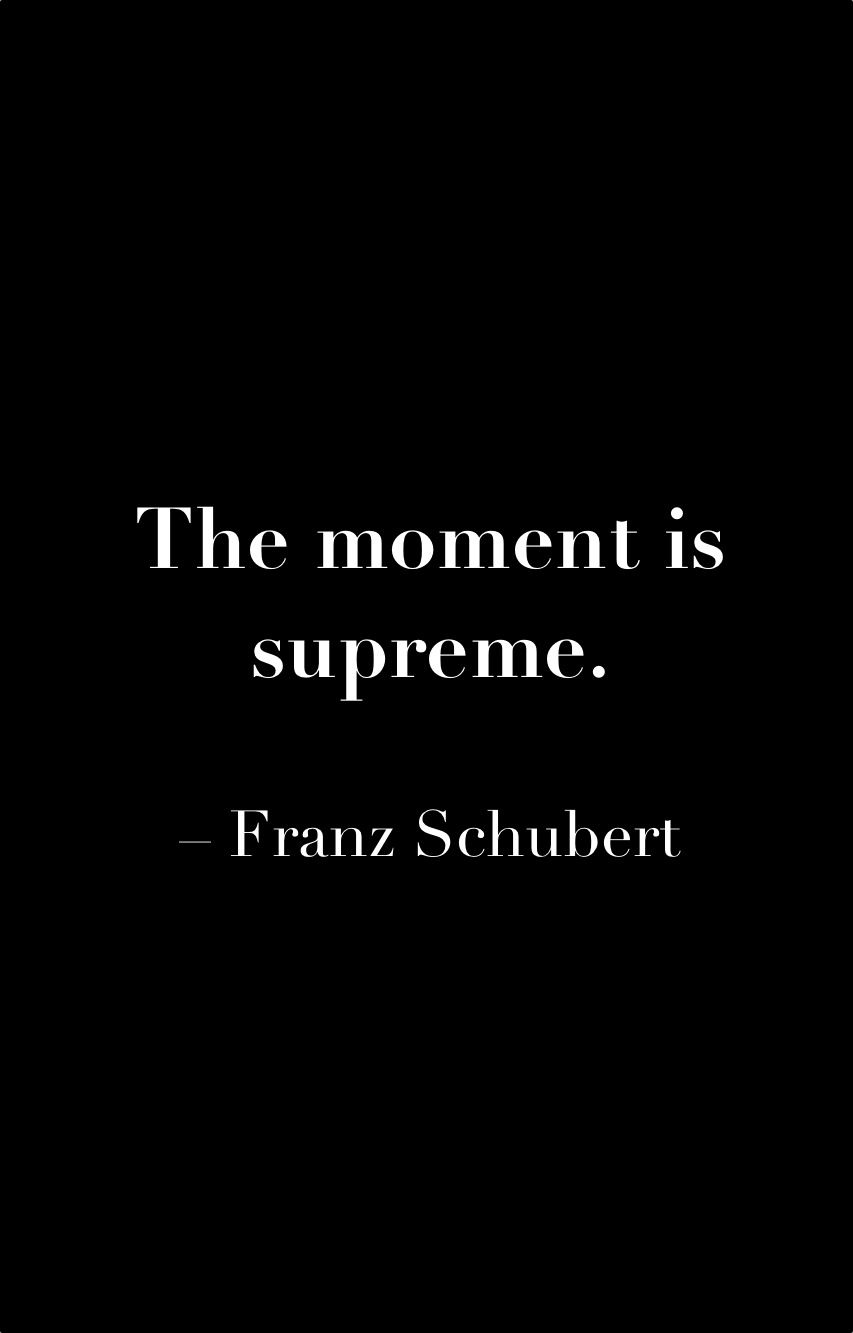 The moment is
supreme.
– Franz Schubert